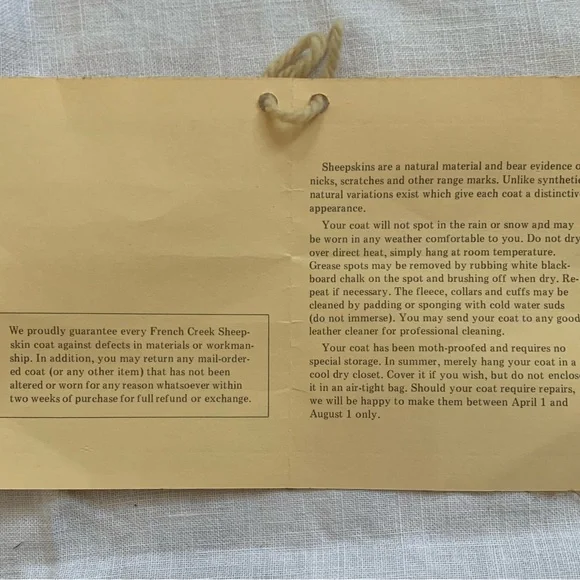 We proudly guarantee every French Creek Sheep-
skin coat against defects in materials or workman-
ship. In addition, you may return any mail-order-
ed coat (or any other item) that has not been
altered or worn for any reason whatsoever within
two weeks of purchase for full refund or exchange.
Sheepskins are a natural material and bear evidence o
nicks, scratches and other range marks. Unlike syntheti
natural variations exist which give each coat a distinctiv
appearance.
Your coat will not spot in the rain or snow and may
be worn in any weather comfortable to you. Do not dry
over direct heat, simply hang at room temperature.
Grease spots may be removed by rubbing white black-
board chalk on the spot and brushing off when dry. Re-
peat if necessary. The fleece, collars and cuffs may be
cleaned by padding or sponging with cold water suds
(do not immerse). You may send your coat to any good
leather cleaner for professional cleaning.
Your coat has been moth-proofed and requires no
special storage. In summer, merely hang your coat in a
cool dry closet. Cover it if you wish, but do not enclos
it in an air-tight bag. Should your coat require repairs,
we will be happy to make them between April 1 and
August 1 only.